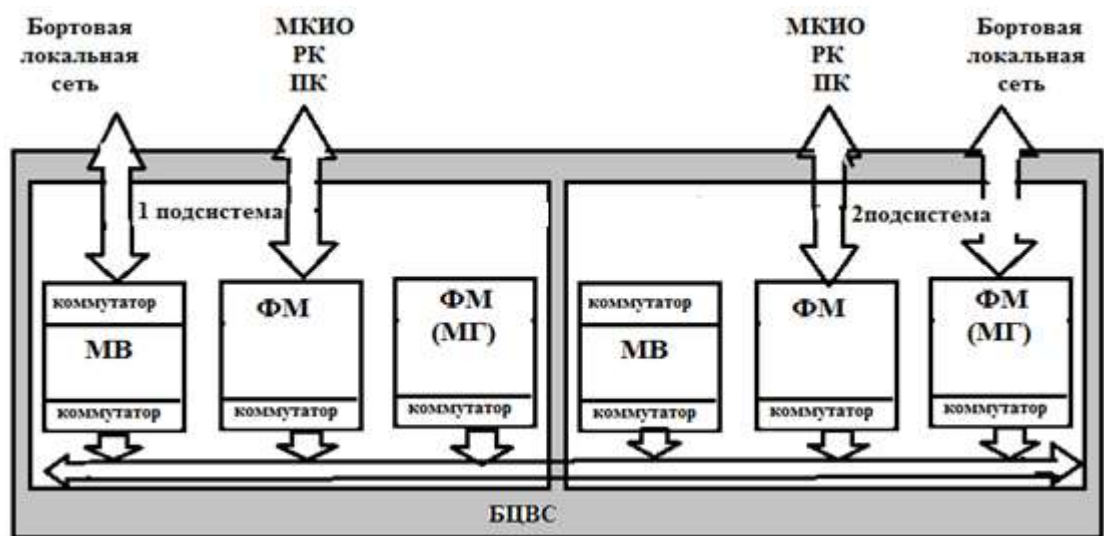 Бортовая
локальная
сеть
МКИО
РК
ПК
МКИО
РК
ПК
Бортовая
локальная
сеть
1 подсистема
2подсистема
коммутатор
МВ
коммутатор
ФМ
коммутатор
ФМ
(МГ)
коммутатор
коммутатор
МВ
коммутатор
ФМ
коммутатор
ФМ
(МГ)
коммутатор
БЦВС